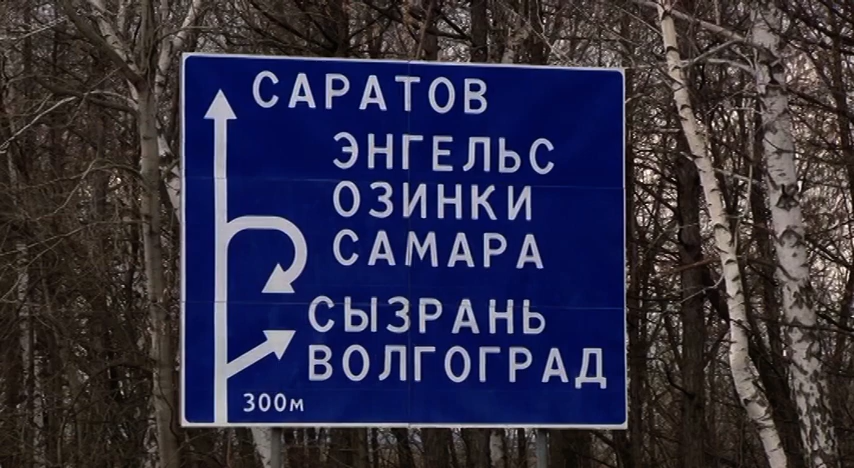 САРАТОВ
ЭНГЕЛЬС
ОЗИНКИ
САМАРА
СЫЗРАНЬ
ВОЛГОГРАД
300м